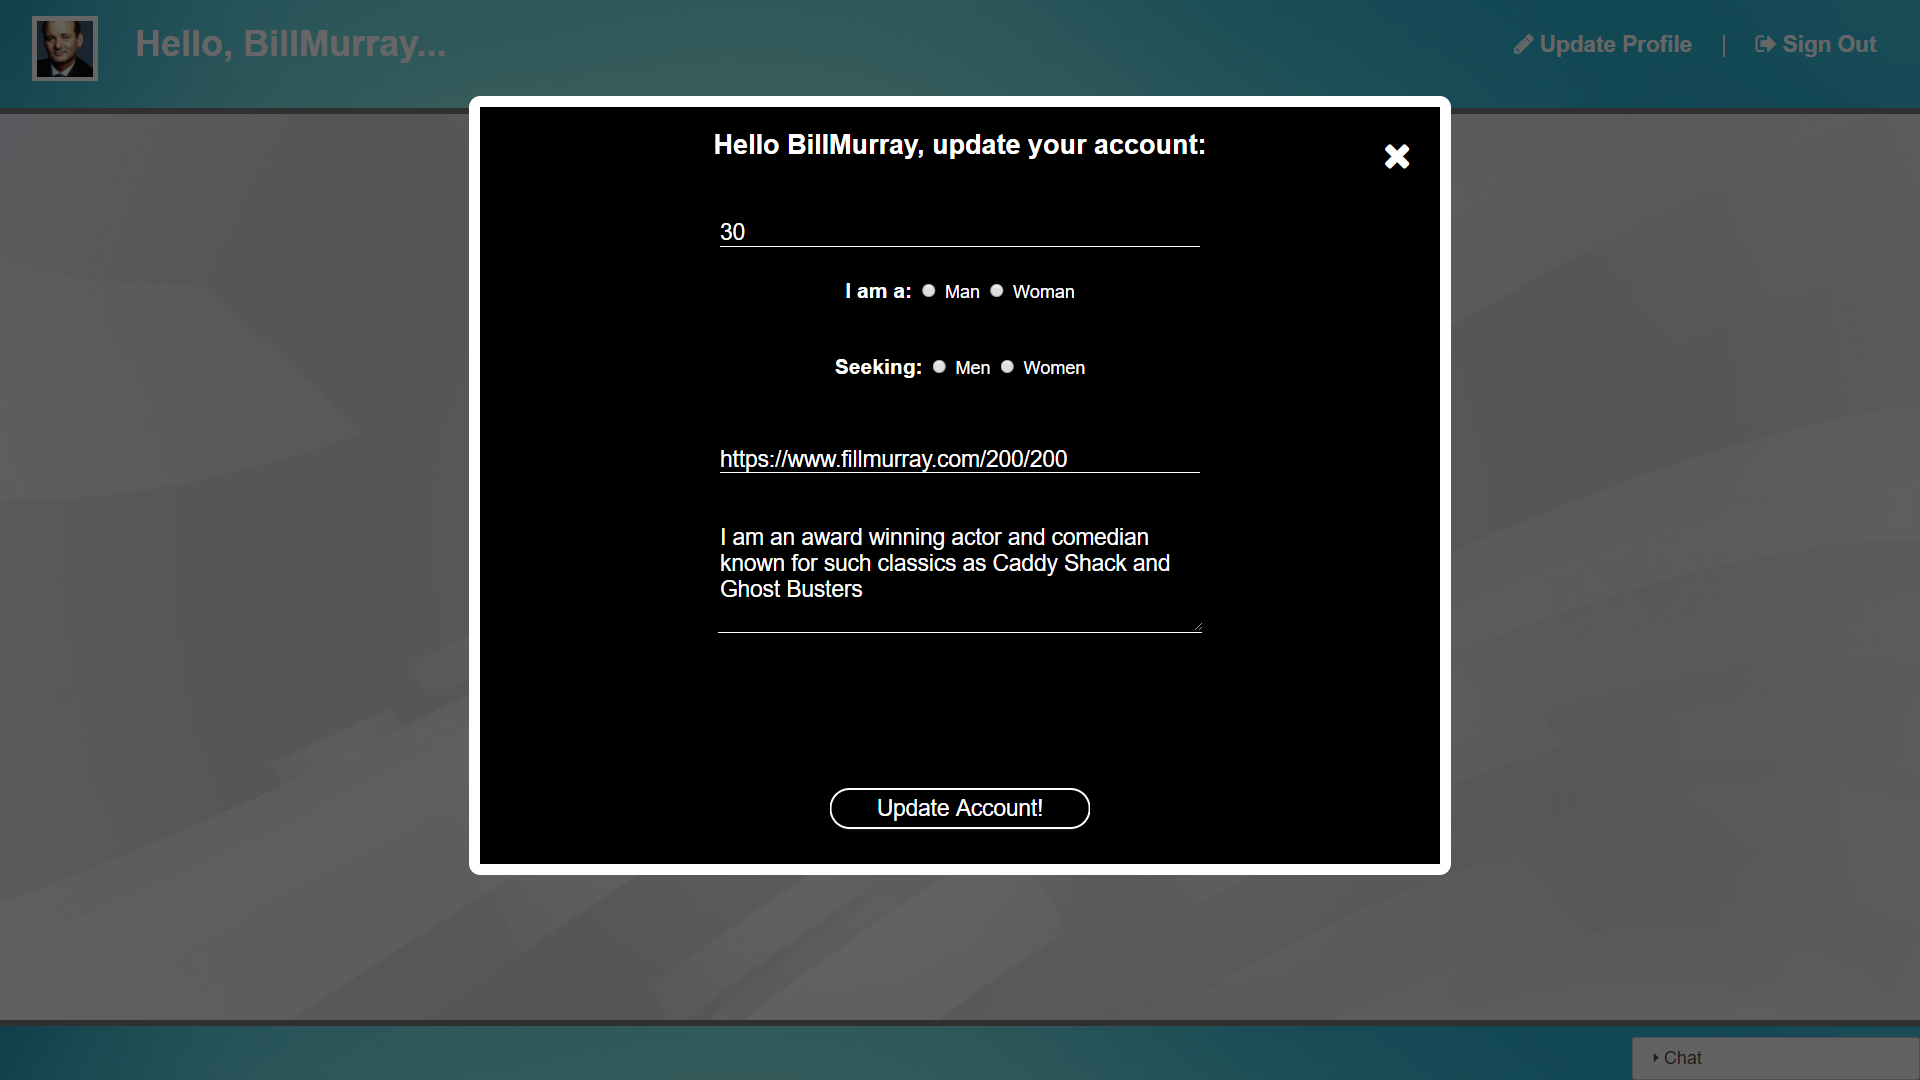 Hello, BillMurray...
Update Profile | Sign Out
Hello BillMurray, update your account:
30
I am a: Man Woman
Seeking: Men Women
https://www.fillmurray.com/200/200
I am an award winning actor and comedian
known for such classics as Caddy Shack and
Ghost Busters
Update Account!
Chat